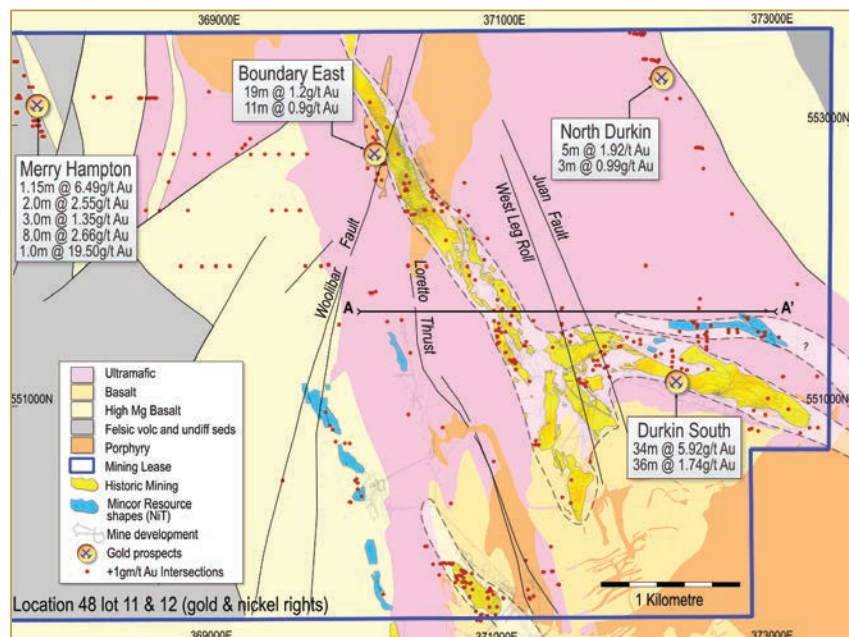 369000E
371000E
373000E
Boundary East
19m @ 1.2g/t Au
11m @ 0.9g/t Au
553000N
North Durkin
5m @ 1.92g/t Au
3m @ 0.99g/t Au
Merry Hampton
1.15m @ 6.49g/t Au
2.0m @ 2.55g/t Au
3.0m @ 1.35g/t Au
8.0m @ 2.66g/t Au
1.0m @ 19.50g/t Au
Juan Fault
West Leg Roll
Woolibar Fault
Loretto Thrust
A
A'
?
Ultramafic
Basalt
High Mg Basalt
Felsic volc and undiff seds
Porphyry
Mining Lease
Historic Mining
Mincor Resource
shapes (NiT)
Mine development
Gold prospects
+1gm/t Au Intersections
551000N
551000N
Durkin South
34m @ 5.92g/t Au
36m @ 1.74g/t Au
1 Kilometre
Location 48 lot 11 & 12 (gold & nickel rights)
369000E
371000E
373000E